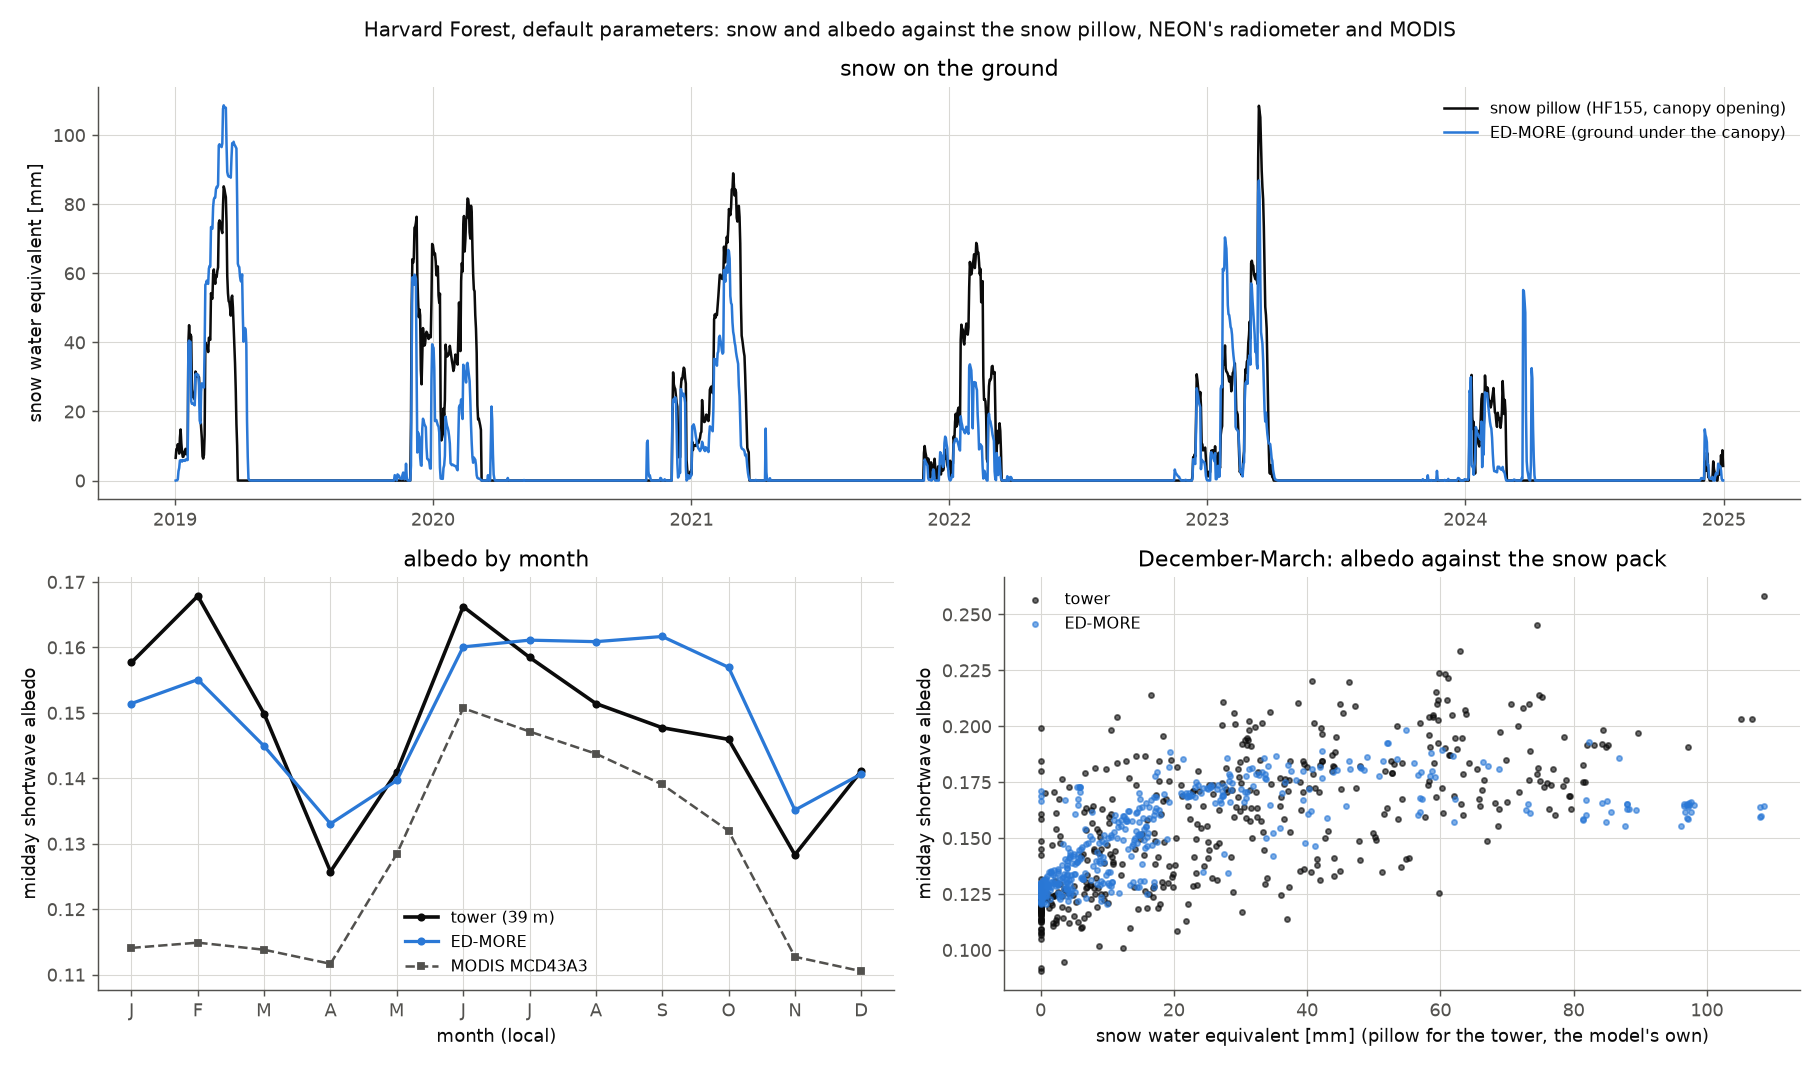 Harvard Forest, default parameters: snow and albedo against the snow pillow, NEON's radiometer and MODIS
snow on the ground
snow water equivalent [mm]
100
80
60
40
20
0
snow pillow (HF155, canopy opening)
ED-MORE (ground under the canopy)
2019 2020 2021 2022 2023 2024 2025
albedo by month
midday shortwave albedo
0.17
0.16
0.15
0.14
0.13
0.12
0.11
tower (39 m)
ED-MORE
MODIS MCD43A3
J F M A M J J A S O N D
month (local)
December-March: albedo against the snow pack
midday shortwave albedo
0.250
0.225
0.200
0.175
0.150
0.125
0.100
tower
ED-MORE
0 20 40 60 80 100
snow water equivalent [mm] (pillow for the tower, the model's own)